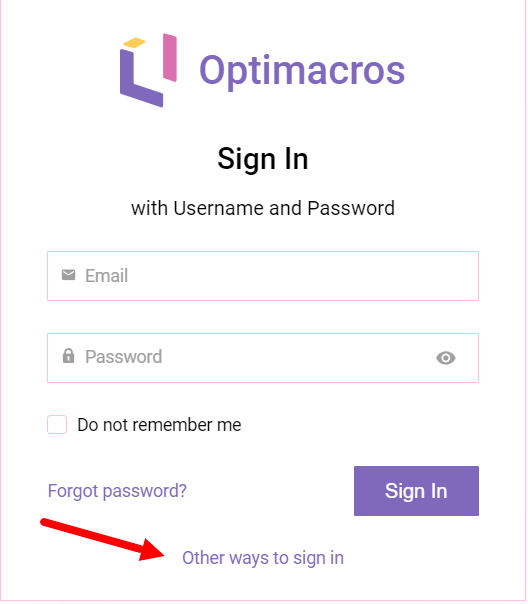 Optimacros
Sign In
with Username and Password
Email
Password
Do not remember me
Forgot password?
Sign In
Other ways to sign in